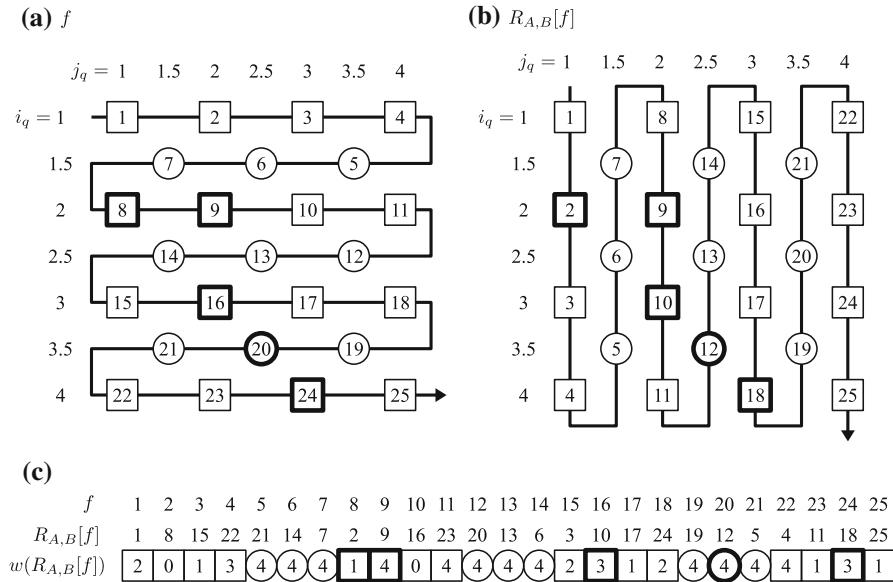 (a) f
j_q = 1 1.5 2 2.5 3 3.5 4
i_q = 1 1 2 3 4
1.5 7 6 5
2 8 9 10 11
2.5 14 13 12
3 15 16 17 18
3.5 21 20 19
4 22 23 24 25
(b) R_{A,B}[f]
j_q = 1 1.5 2 2.5 3 3.5 4
i_q = 1 1 8 15 22
1.5 7 14 21
2 2 9 16 23
2.5 6 13 20
3 3 10 17 24
3.5 5 12 19
4 4 11 18 25
(c)
f 1 2 3 4 5 6 7 8 9 10 11 12 13 14 15 16 17 18 19 20 21 22 23 24 25
R_{A,B}[f] 1 8 15 22 21 14 7 2 9 16 23 20 13 6 3 10 17 24 19 12 5 4 11 18 25
w(R_{A,B}[f]) 2 0 1 3 4 4 4 1 4 0 4 4 4 4 2 3 1 2 4 4 4 2 1 3 1